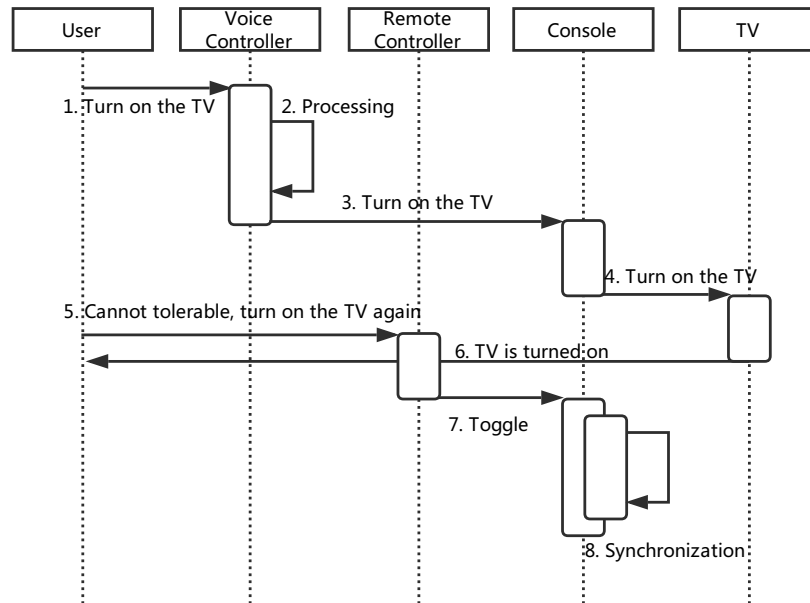 User
Voice
Controller
Remote
Controller
Console
TV
1. Turn on the TV
2. Processing
3. Turn on the TV
4. Turn on the TV
5. Cannot tolerable, turn on the TV again
6. TV is turned on
7. Toggle
8. Synchronization